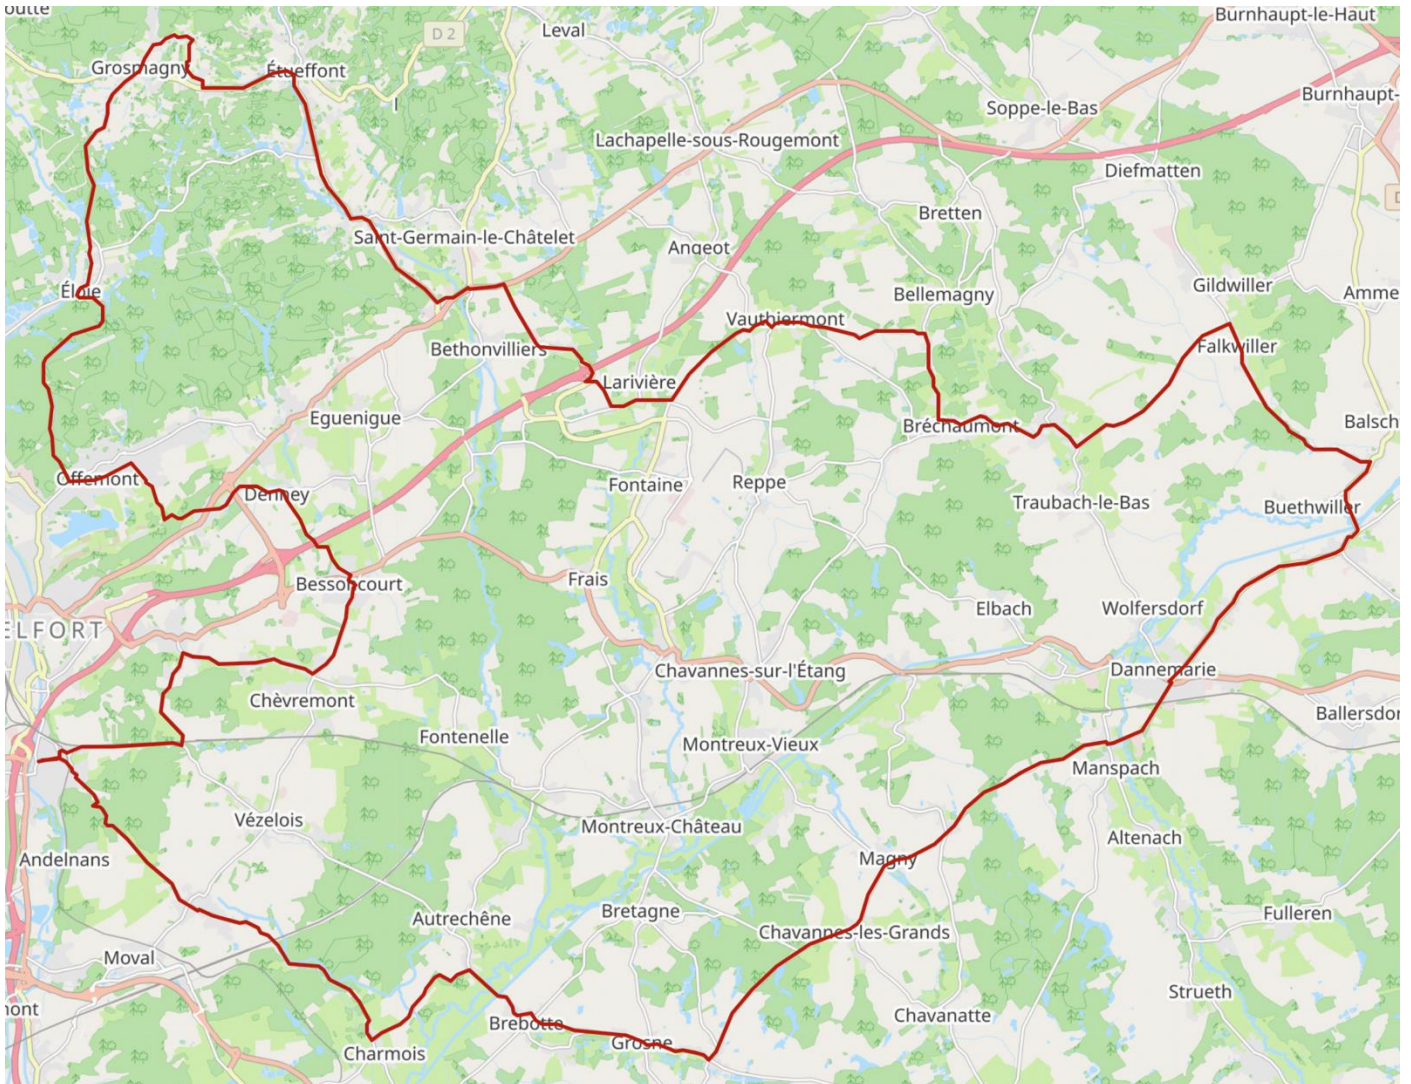 outte
Leval
D 2
Burnhaupt-le-Haut
Grosmagny
Étueffont
Burnhaupt-
Soppe-le-Bas
Lachapelle-sous-Rougemont
Diefmatten
Bretten
Saint-Germain-le-Châtelet
Angeot
Éloie
Bellemagny
Gildwiller
Amme
Vauthiermont
Bethonvilliers
Falkwiller
Larivière
Eguenigue
Bréchaumont
Balsch
Offemont
Denney
Fontaine
Reppe
Traubach-le-Bas
Buethwiller
Bessoncourt
Frais
Elbach
Wolfersdorf
ELFORT
Chavannes-sur-l'Étang
Dannemarie
Chèvremont
Ballersdor
Fontenelle
Montreux-Vieux
Manspach
Vézelois
Montreux-Château
Altenach
Andelnans
Magny
Autrechêne
Bretagne
Fulleren
Chavannes-les-Grands
Moval
Strueth
mont
Brebotte
Chavanatte
Grosne
Charmois